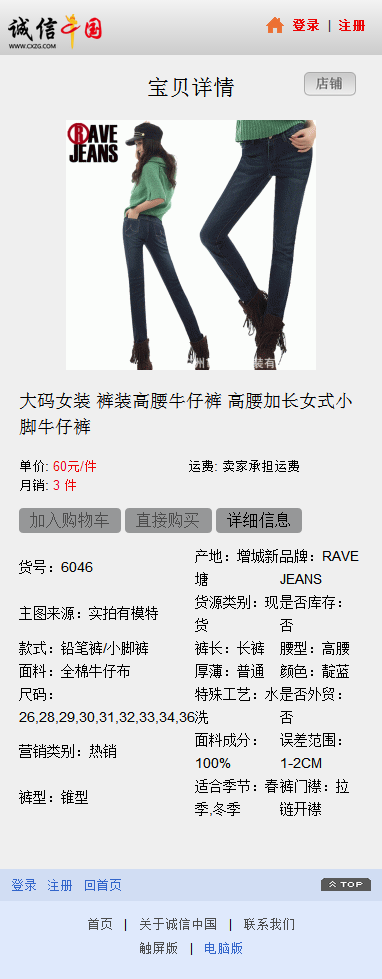 诚信中国
www.CXZG.com
登录 | 注册
宝贝详情
店铺
RAVE
JEANS
大码女装 裤装高腰牛仔裤 高腰加长女式小
脚牛仔裤
单价: 60元/件
运费: 卖家承担运费
月销: 3 件
加入购物车
直接购买
详细信息
货号：6046
产地：增城新
塘
品牌：RAVE
JEANS
主图来源：实拍有模特
货源类别：现
货
是否库存：
否
款式：铅笔裤/小脚裤
裤长：长裤
腰型：高腰
面料：全棉牛仔布
厚薄：普通
颜色：靛蓝
尺码：
26,28,29,30,31,32,33,34,36
特殊工艺：水
洗
是否外贸：
否
营销类别：热销
面料成分：
100%
误差范围：
1-2CM
裤型：锥型
适合季节：春
季,冬季
裤门襟：拉
链开襟
登录 注册 回首页
TOP
首页 | 关于诚信中国 | 联系我们
触屏版 | 电脑版